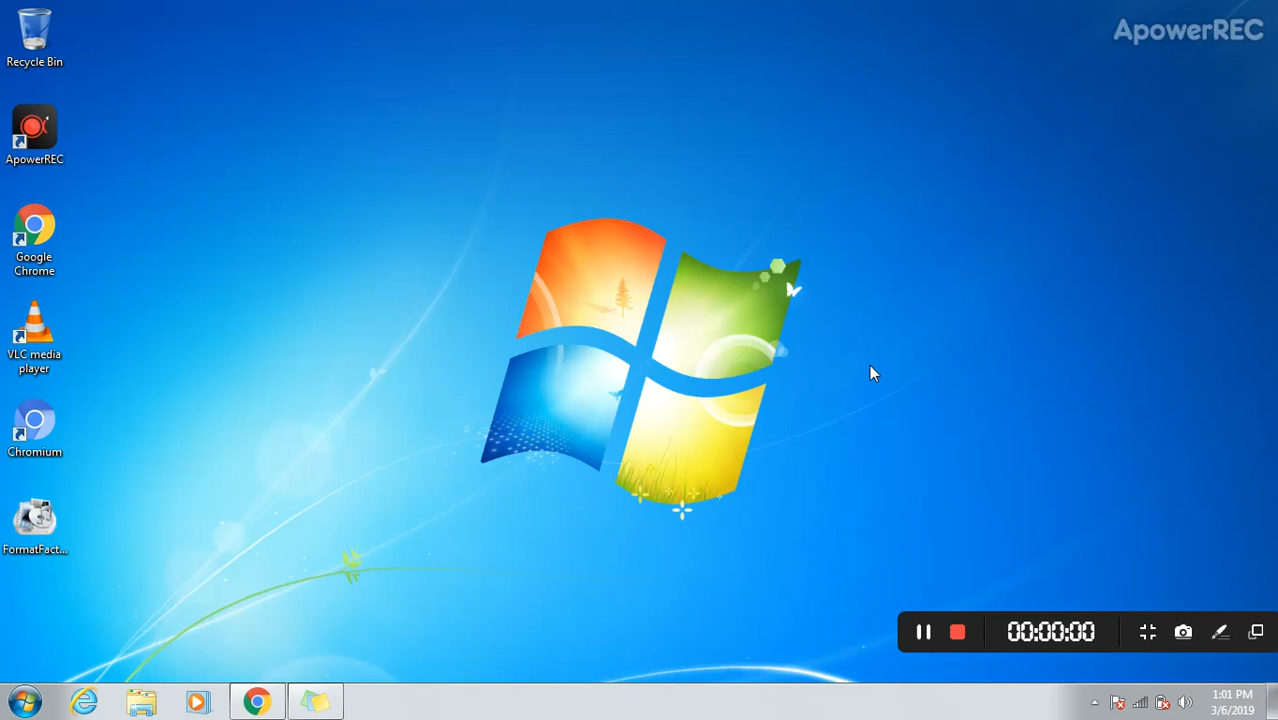 ApowerREC
Recycle Bin
ApowerREC
Google
Chrome
VLC media
player
Chromium
FormatFact...
00:00:00
1:01 PM
3/6/2019